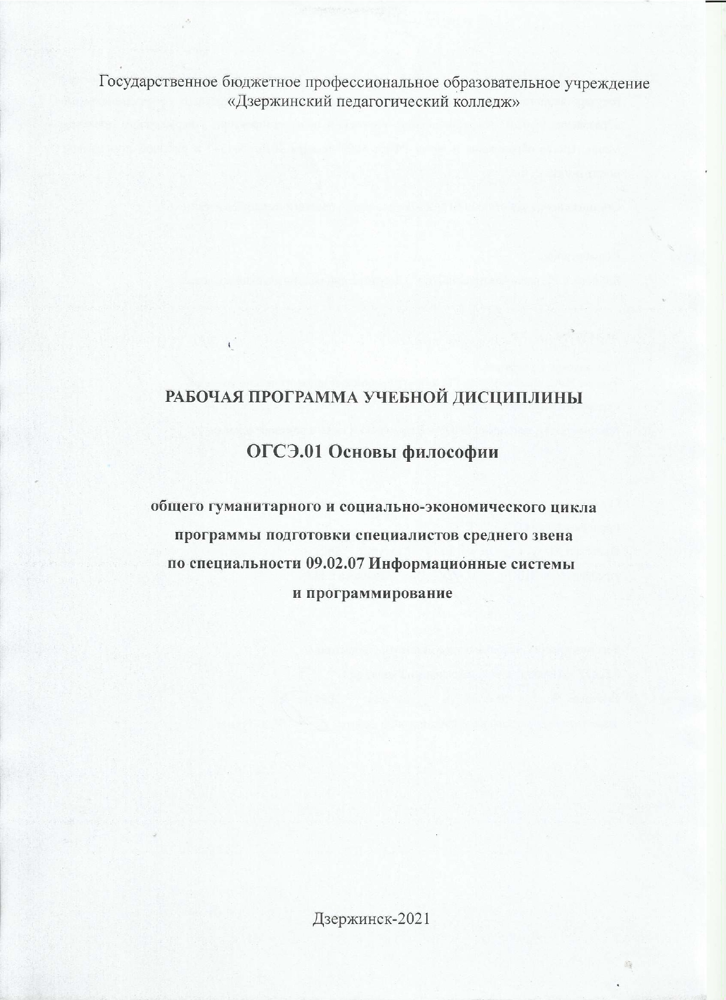 Государственное бюджетное профессиональное образовательное учреждение
«Дзержинский педагогический колледж»
РАБОЧАЯ ПРОГРАММА УЧЕБНОЙ ДИСЦИПЛИНЫ
ОГСЭ.01 Основы философии
общего гуманитарного и социально-экономического цикла
программы подготовки специалистов среднего звена
по специальности 09.02.07 Информационные системы
и программирование
Дзержинск-2021